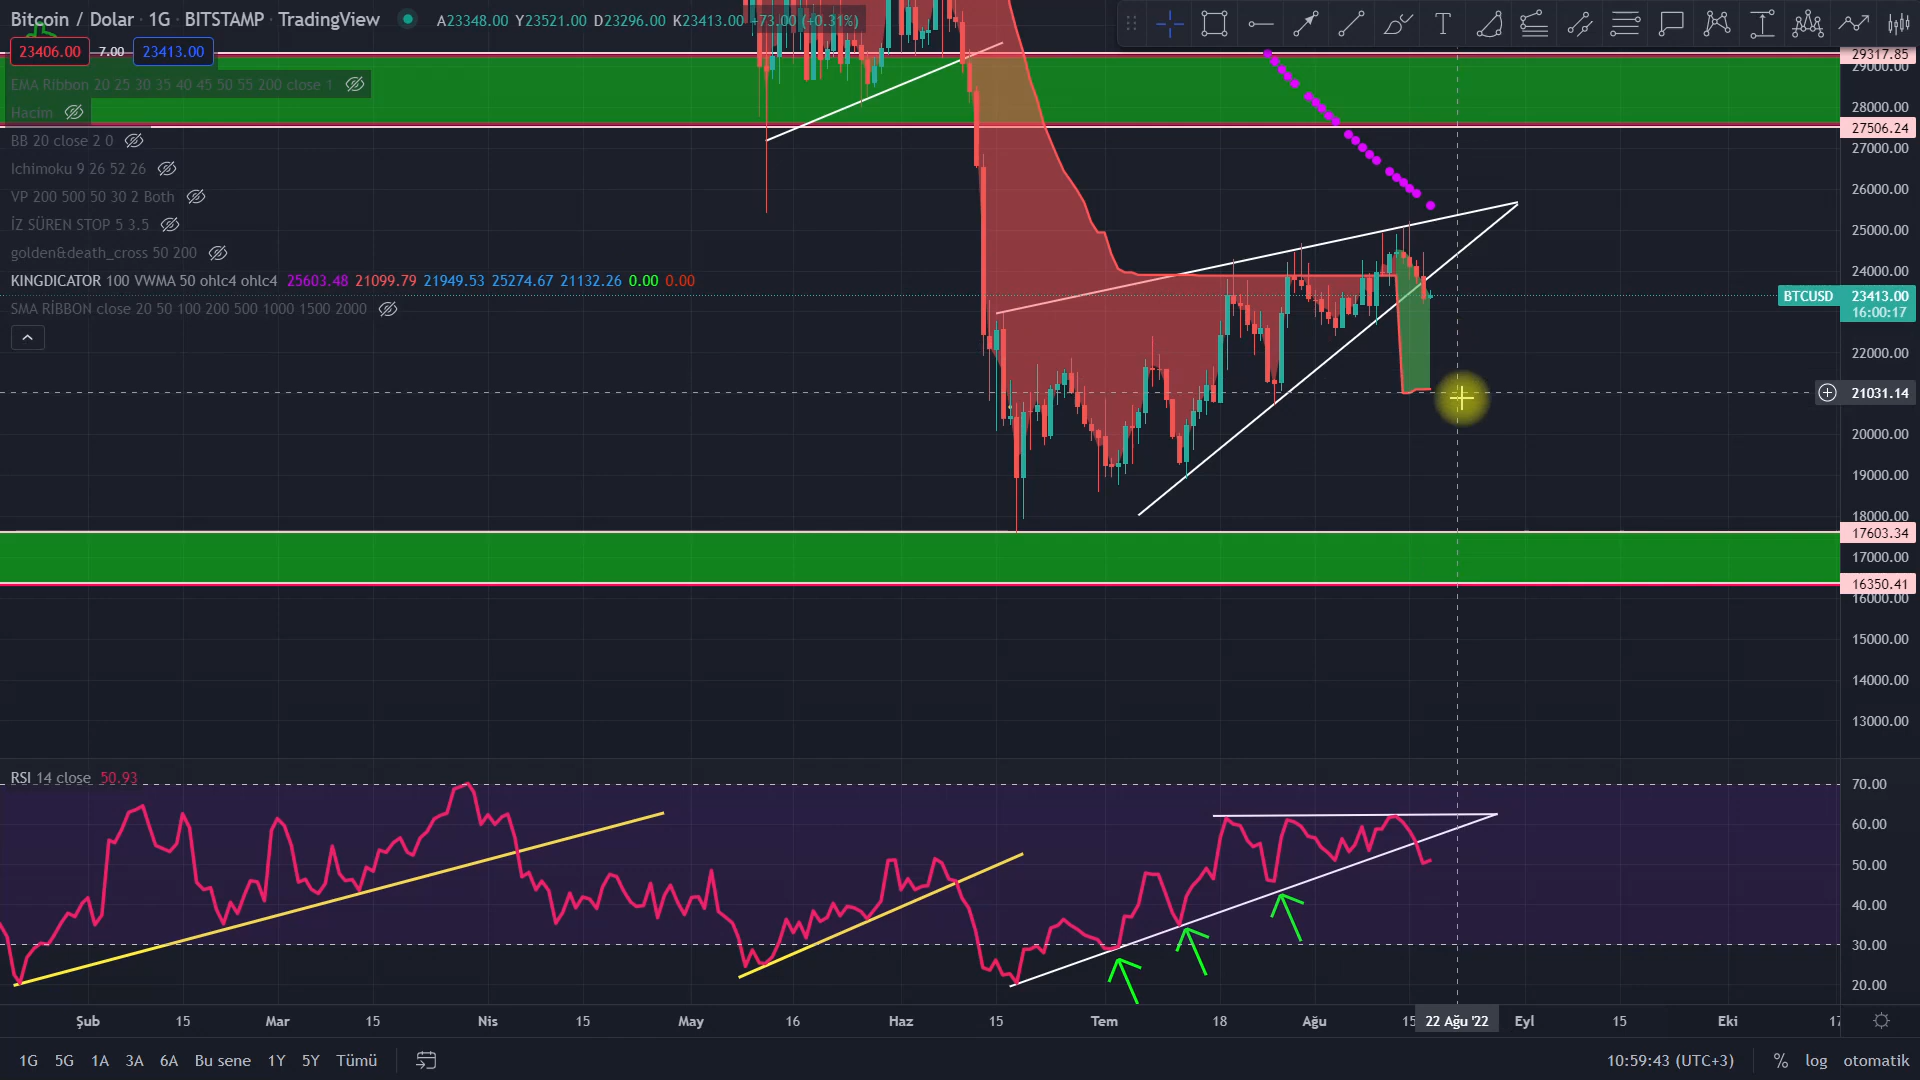 Bitcoin / Dolar · 1G · BITSTAMP · TradingView A23348.00 Y23521.00 D23296.00 K23413.00 +73.00 (+0.31%)
23406.00 7.00 23413.00
EMA Ribbon 20 25 30 35 40 45 50 55 200 close 1
Hacim
BB 20 close 2 0
Ichimoku 9 26 52 26
VP 200 500 50 30 2 Both
İZ SÜREN STOP 5 3.5
golden&death_cross 50 200
KINGDICATOR 100 VWMA 50 ohlc4 ohlc4 25603.48 21099.79 21949.53 25274.67 21132.26 0.00 0.00
SMA RİBBON close 20 50 100 200 500 1000 1500 2000
29317.85
29000.00
28000.00
27506.24
27000.00
26000.00
25000.00
24000.00
BTCUSD 23413.00
16:00:17
22000.00
21031.14
20000.00
19000.00
18000.00
17603.34
17000.00
16350.41
16000.00
15000.00
14000.00
13000.00
RSI 14 close 50.93
70.00
60.00
50.00
40.00
30.00
20.00
Şub 15 Mar 15 Nis 15 May 16 Haz 15 Tem 18 Ağu 15 22 Ağu '22 Eyl 15 Eki 17
1G 5G 1A 3A 6A Bu sene 1Y 5Y Tümü 10:59:43 (UTC+3) % log otomatik